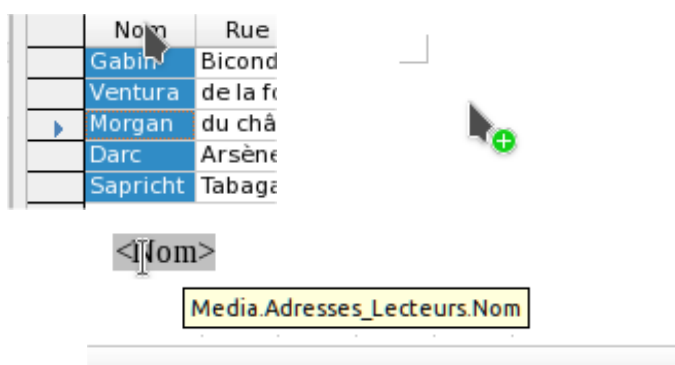 Nom Rue
Gabin Bicond
Ventura de la fo
Morgan du châ
Darc Arsène
Sapricht Tabaga
<Nom>
Media.Adresses_Lecteurs.Nom